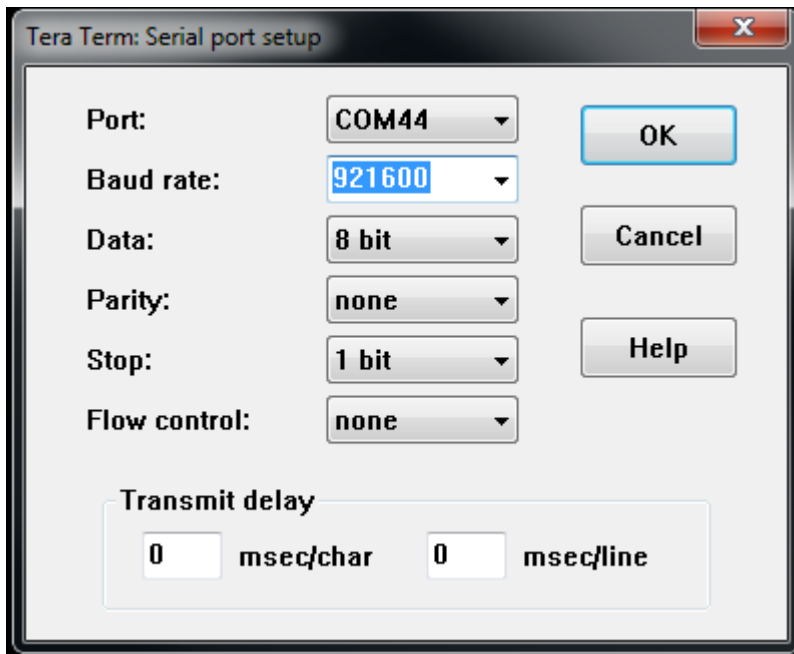 Tera Term: Serial port setup
Port: COM44
OK
Baud rate: 921600
Data: 8 bit
Cancel
Parity: none
Stop: 1 bit
Help
Flow control: none
Transmit delay
0 msec/char 0 msec/line